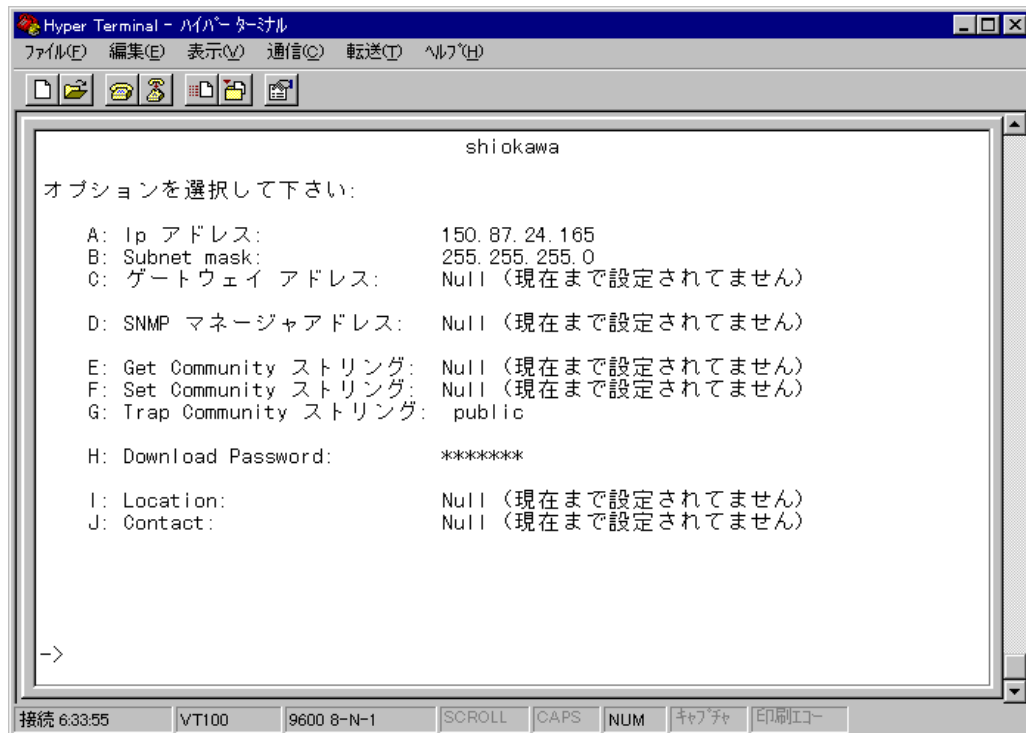 Hyper Terminal - ﾊｲﾊﾟｰ ﾀｰﾐﾅﾙ
ﾌｧｲﾙ(F) 編集(E) 表示(V) 通信(C) 転送(T) ﾍﾙﾌﾟ(H)
shiokawa
オプションを選択して下さい:
A: Ip アドレス: 150.87.24.165
B: Subnet mask: 255.255.255.0
C: ゲートウェイ アドレス: Null (現在まで設定されてません)
D: SNMP マネージャアドレス: Null (現在まで設定されてません)
E: Get Community ストリング: Null (現在まで設定されてません)
F: Set Community ストリング: Null (現在まで設定されてません)
G: Trap Community ストリング: public
H: Download Password: *******
I: Location: Null (現在まで設定されてません)
J: Contact: Null (現在まで設定されてません)
->
接続 6:33:55 VT100 9600 8-N-1 SCROLL CAPS NUM ｷｬﾌﾟﾁｬ 印刷ｴｺｰ